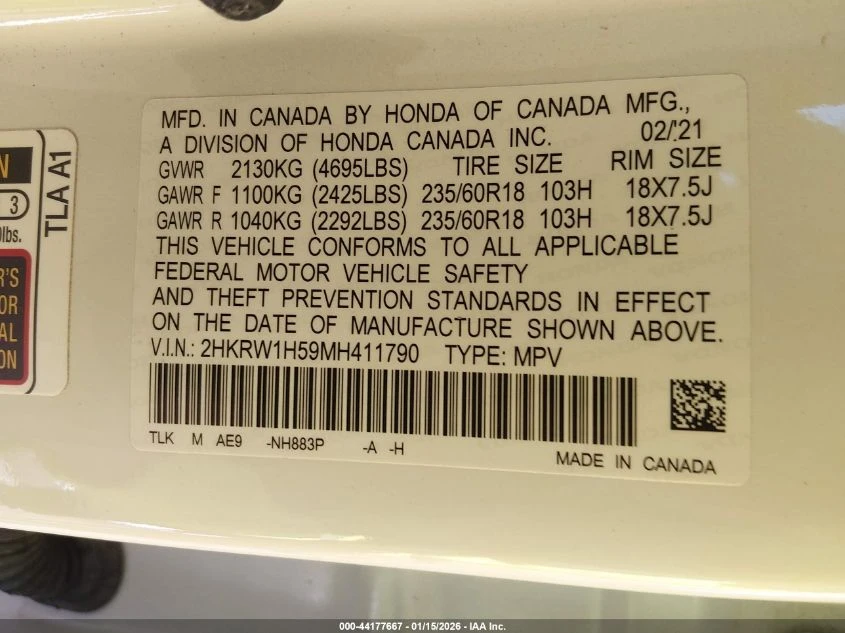 MFD. IN CANADA BY HONDA OF CANADA MFG.,
A DIVISION OF HONDA CANADA INC. 02/21
GVWR 2130KG (4695LBS) TIRE SIZE RIM SIZE
GAWR F 1100KG (2425LBS) 235/60R18 103H 18X7.5J
GAWR R 1040KG (2292LBS) 235/60R18 103H 18X7.5J
THIS VEHICLE CONFORMS TO ALL APPLICABLE
FEDERAL MOTOR VEHICLE SAFETY
AND THEFT PREVENTION STANDARDS IN EFFECT
ON THE DATE OF MANUFACTURE SHOWN ABOVE.
V.I.N.: 2HKRW1H59MH411790 TYPE: MPV
TLK M AE9 -NH883P -A -H
MADE IN CANADA
TLA A1
3
lbs.
000-44177667 - 01/15/2026 - IAA Inc.